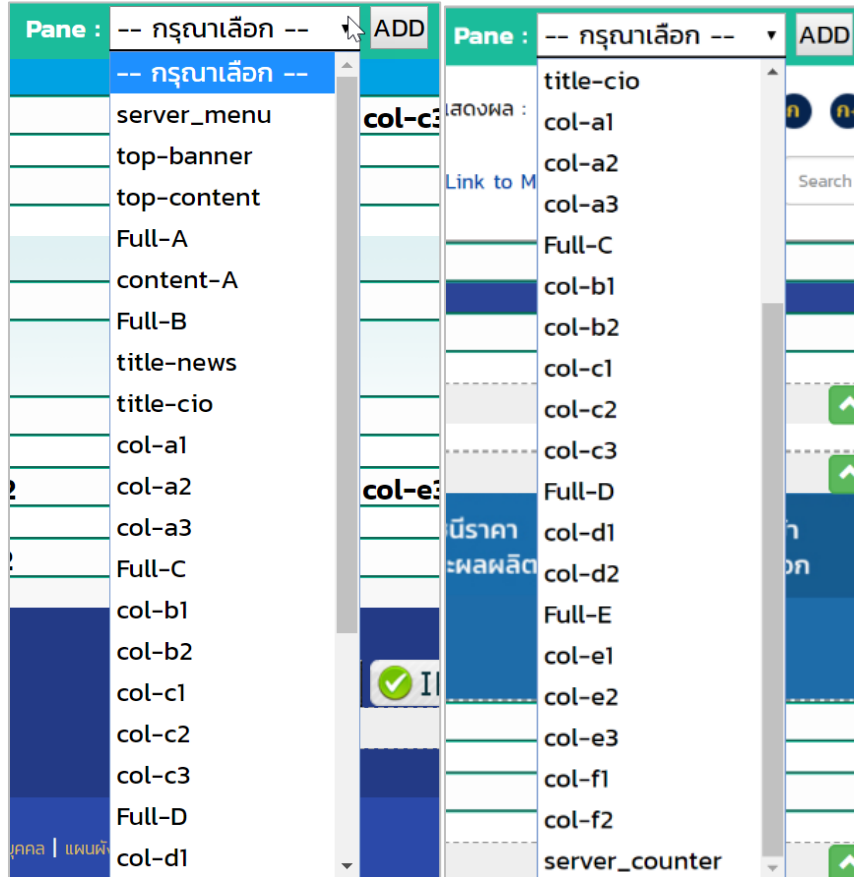 Pane : -- กรุณาเลือก -- ADD
-- กรุณาเลือก --
server_menu
top-banner
top-content
Full-A
content-A
Full-B
title-news
title-cio
col-a1
col-a2
col-a3
Full-C
col-b1
col-b2
col-c1
col-c2
col-c3
Full-D
col-d1
col-c3
col-e3
แผนผัง
Pane : -- กรุณาเลือก -- ADD
title-cio
col-a1
col-a2
col-a3
Full-C
col-b1
col-b2
col-c1
col-c2
col-c3
Full-D
col-d1
col-d2
Full-E
col-e1
col-e2
col-e3
col-f1
col-f2
server_counter
Link to M
Search